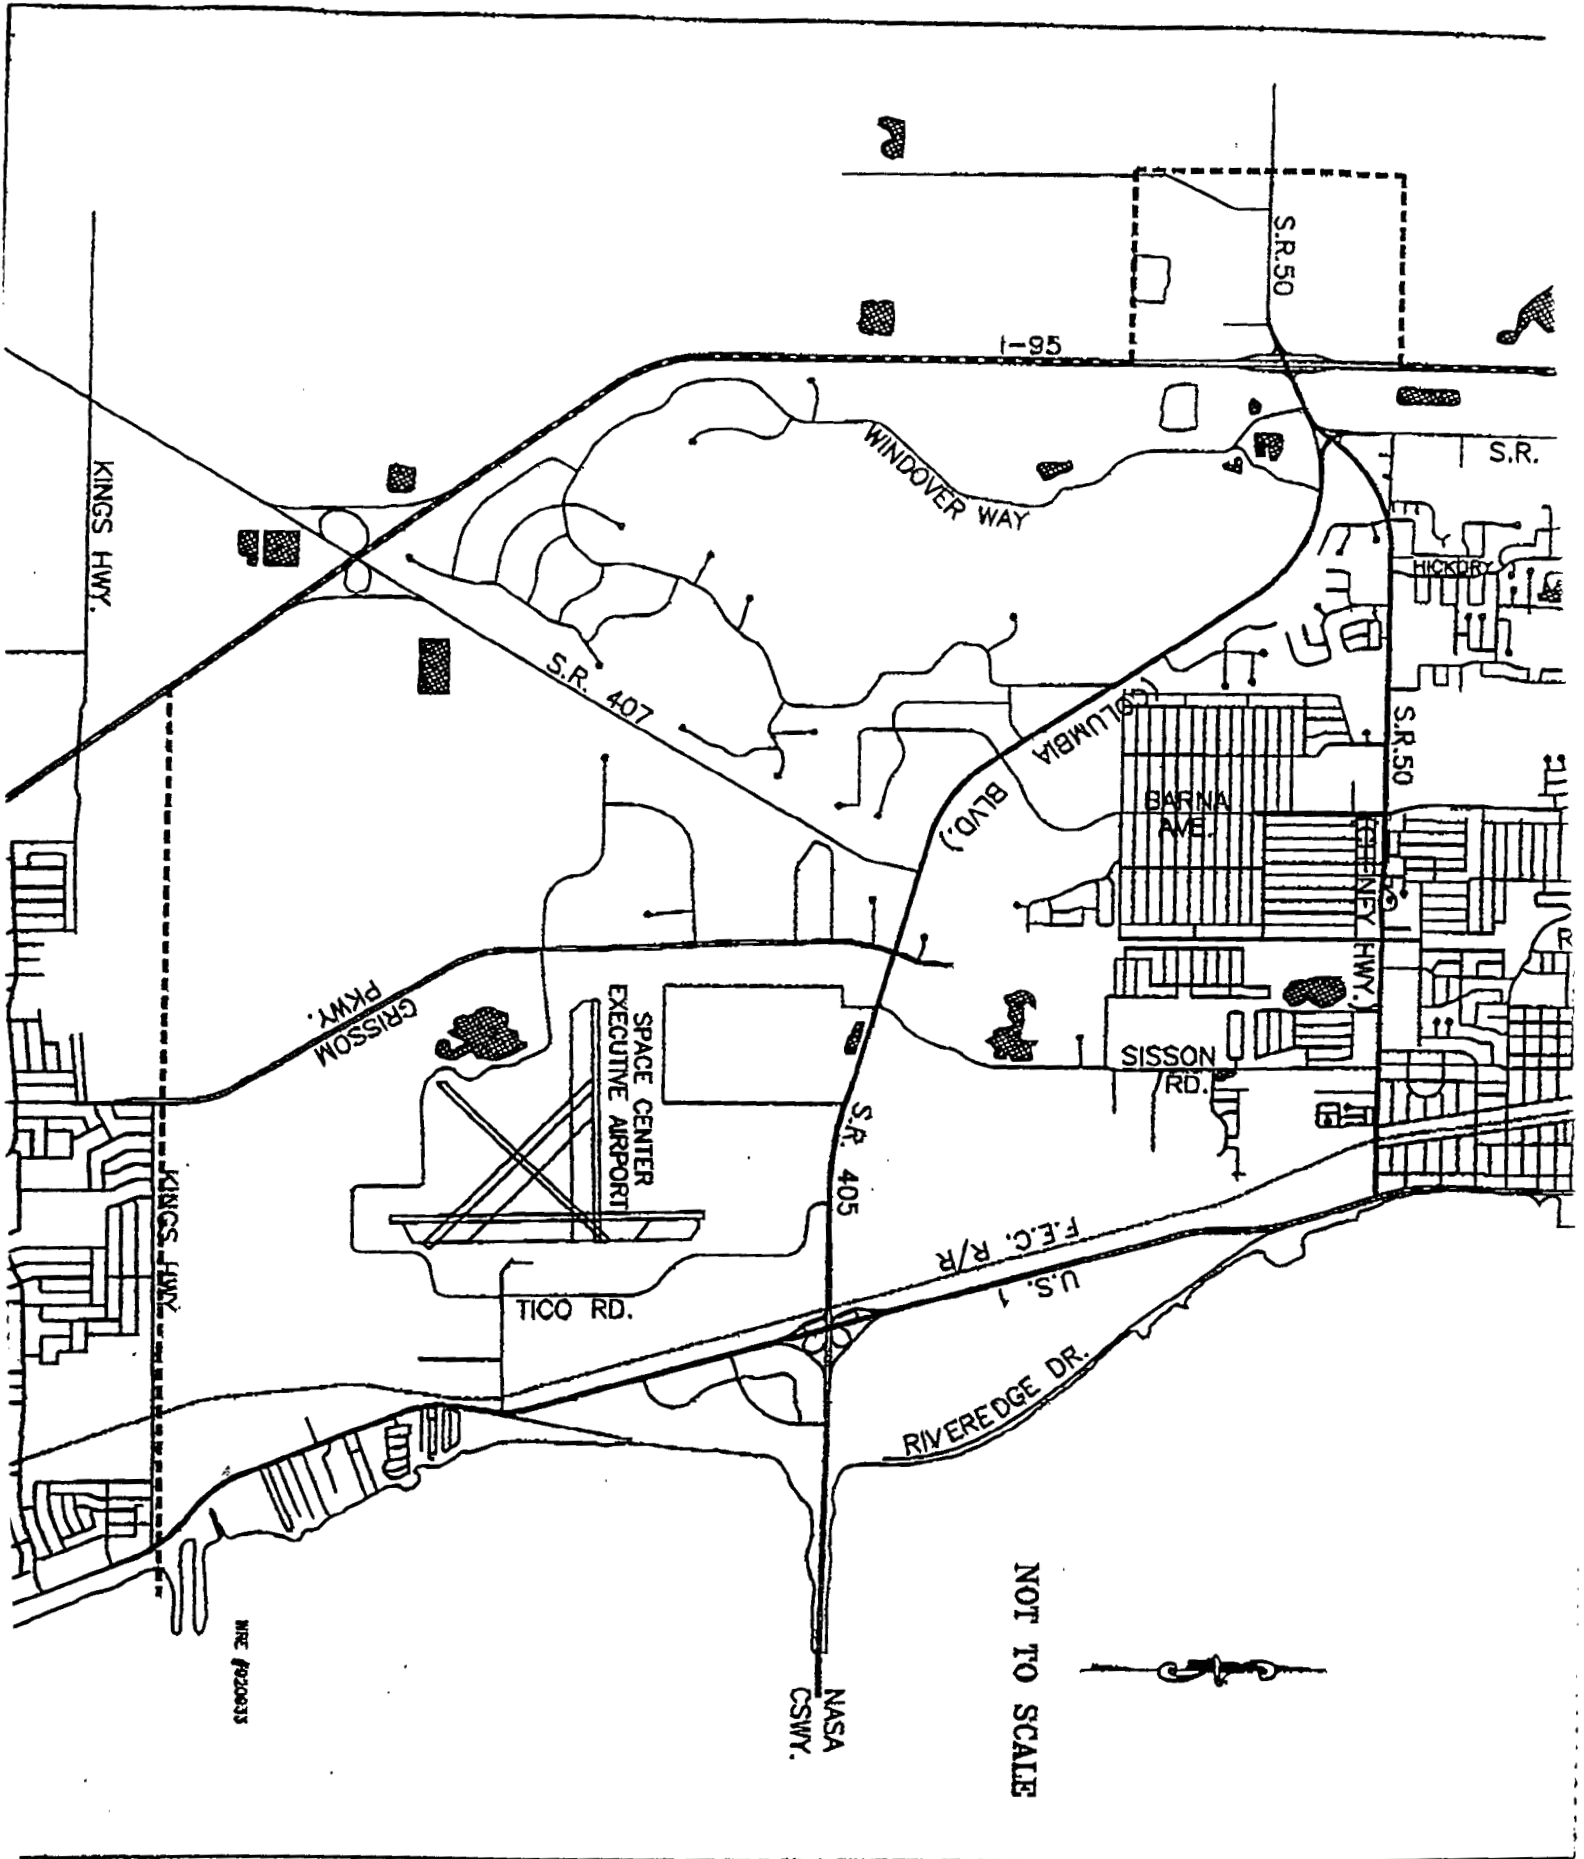 S.R.50
I-95
S.R.
WINDOVER WAY
KINGS HWY.
HICKORY
S.R. 407
S.R.50
COLUMBIA
BLVD.)
BARNA
AVE.
(CHENEY HWY.)
R
GRISSOM
PKWY.
SPACE CENTER
EXECUTIVE AIRPORT
SISSON
RD.
S.R. 405
KINGS HWY
F.E.C. R/R
U.S. 1
TICO RD.
RIVEREDGE DR.
NOT TO SCALE
NASA
CSWY.